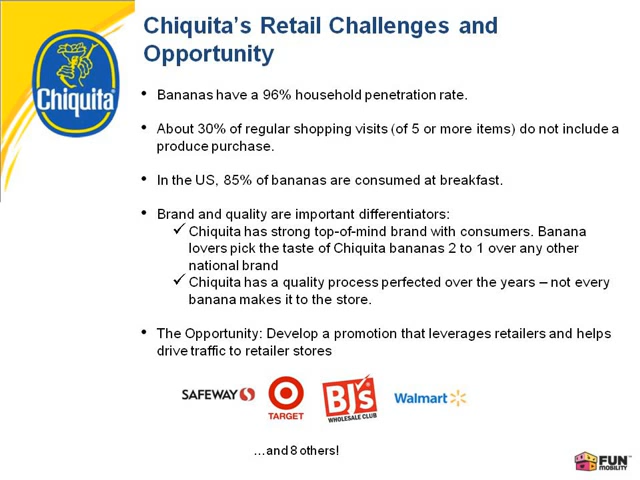 Chiquita's Retail Challenges and
Opportunity
Chiquita
• Bananas have a 96% household penetration rate.
• About 30% of regular shopping visits (of 5 or more items) do not include a
produce purchase.
• In the US, 85% of bananas are consumed at breakfast.
• Brand and quality are important differentiators:
✓ Chiquita has strong top-of-mind brand with consumers. Banana
lovers pick the taste of Chiquita bananas 2 to 1 over any other
national brand
✓ Chiquita has a quality process perfected over the years – not every
banana makes it to the store.
• The Opportunity: Develop a promotion that leverages retailers and helps
drive traffic to retailer stores
SAFEWAY
TARGET
BJ's
WHOLESALE CLUB
Walmart
...and 8 others!
FUN
MOBILITY